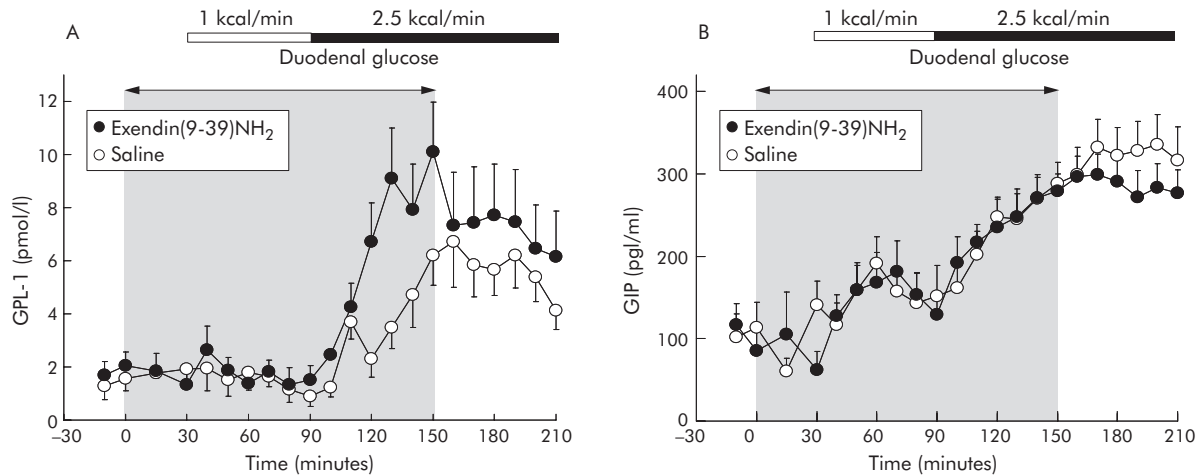 A
1 kcal/min 2.5 kcal/min
Duodenal glucose
Exendin(9-39)NH2
Saline
12
10
8
6
4
2
0
GPL-1 (pmol/l)
–30 0 30 60 90 120 150 180 210
Time (minutes)
B
1 kcal/min 2.5 kcal/min
Duodenal glucose
Exendin(9-39)NH2
Saline
400
300
200
100
0
GIP (pgl/ml)
–30 0 30 60 90 120 150 180 210
Time (minutes)